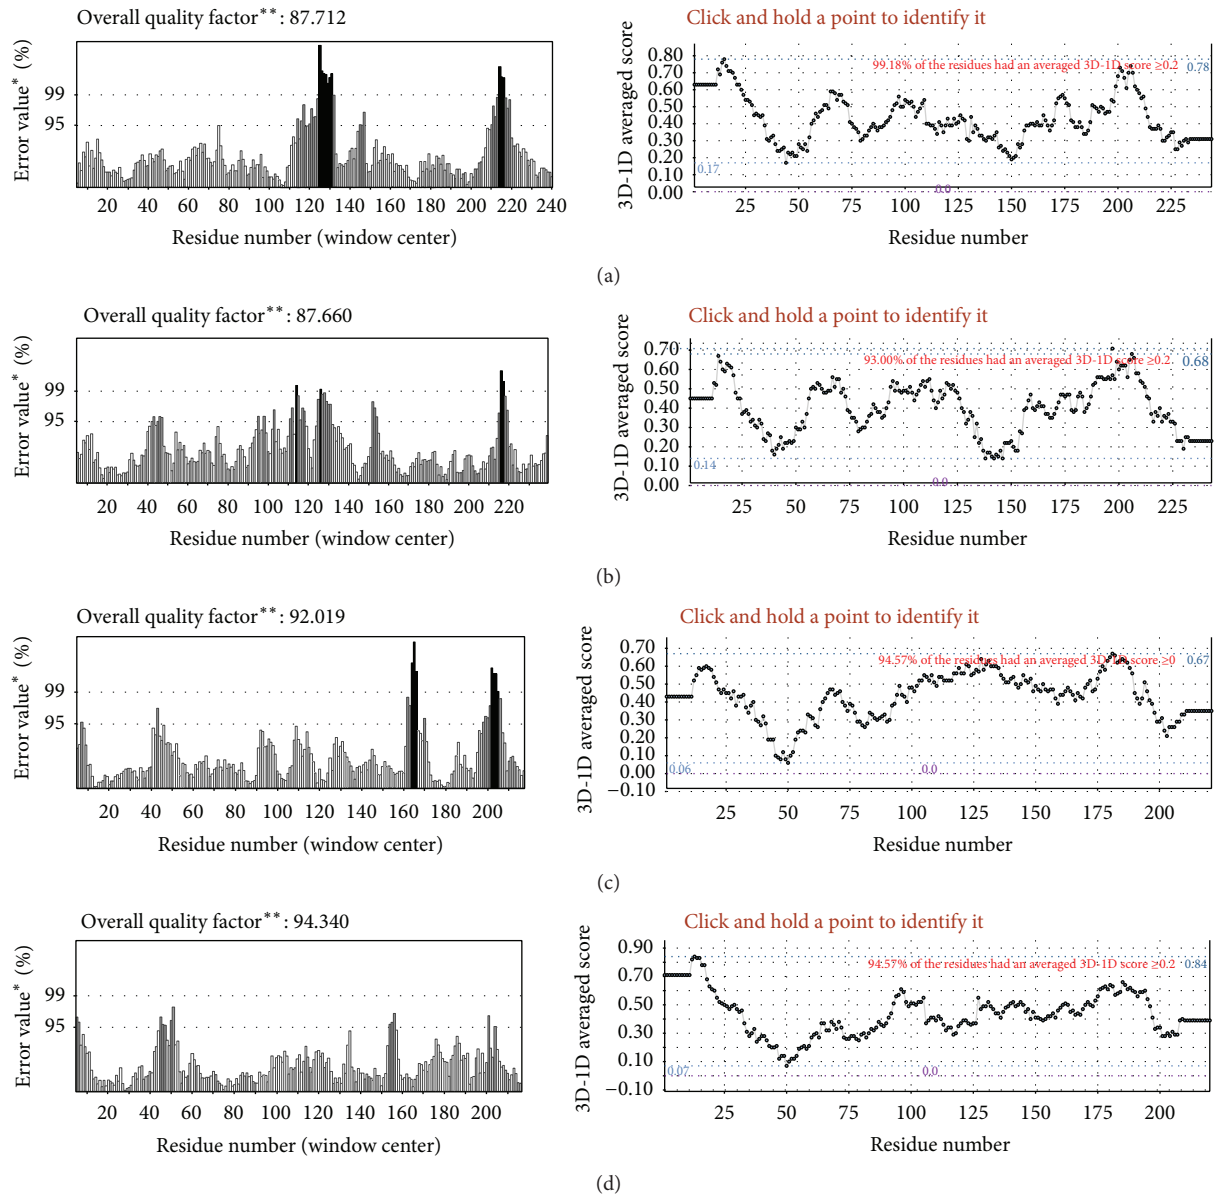 Overall quality factor**: 87.712
Error value* (%)
99
95
20 40 60 80 100 120 140 160 180 200 220 240
Residue number (window center)
Click and hold a point to identify it
3D-1D averaged score
99.18% of the residues had an averaged 3D-1D score ≥0.2 0.78
0.80
0.70
0.60
0.50
0.40
0.30
0.20
0.10
0.00
0.17
0.0
25 50 75 100 125 150 175 200 225
Residue number
(a)
Overall quality factor**: 87.660
Error value* (%)
99
95
20 40 60 80 100 120 140 160 180 200 220
Residue number (window center)
Click and hold a point to identify it
3D-1D averaged score
93.00% of the residues had an averaged 3D-1D score ≥0.2 0.68
0.70
0.60
0.50
0.40
0.30
0.20
0.10
0.00
0.14
0.0
25 50 75 100 125 150 175 200 225
Residue number
(b)
Overall quality factor**: 92.019
Error value* (%)
99
95
20 40 60 80 100 120 140 160 180 200
Residue number (window center)
Click and hold a point to identify it
3D-1D averaged score
94.57% of the residues had an averaged 3D-1D score ≥0 0.67
0.70
0.60
0.50
0.40
0.30
0.20
0.10
0.00
−0.10
0.06
0.0
25 50 75 100 125 150 175 200
Residue number
(c)
Overall quality factor**: 94.340
Error value* (%)
99
95
20 40 60 80 100 120 140 160 180 200
Residue number (window center)
Click and hold a point to identify it
3D-1D averaged score
94.57% of the residues had an averaged 3D-1D score ≥0.2 0.84
0.90
0.70
0.50
0.30
0.10
−0.10
0.07
0.0
25 50 75 100 125 150 175 200
Residue number
(d)